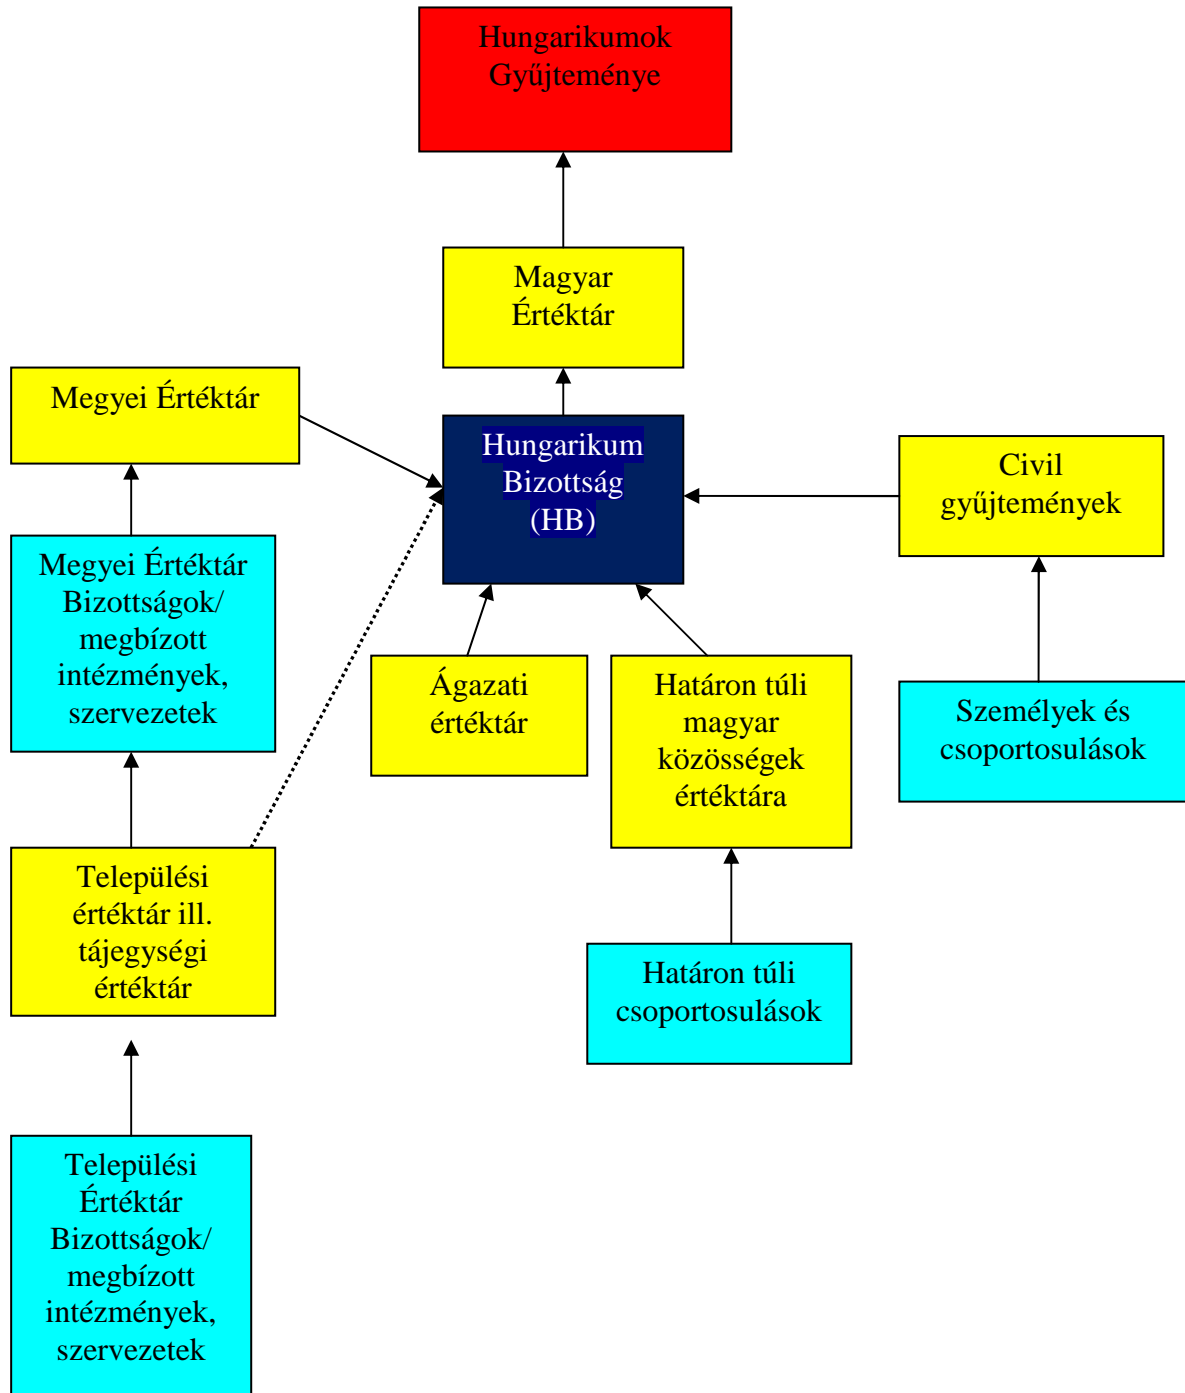 Hungarikumok
Gyűjteménye
Magyar
Értéktár
Megyei Értéktár
Hungarikum
Bizottság
(HB)
Civil
gyűjtemények
Megyei Értéktár
Bizottságok/
megbízott
intézmények,
szervezetek
Ágazati
értéktár
Határon túli
magyar
közösségek
értéktára
Személyek és
csoportosulások
Települési
értéktár ill.
tájegységi
értéktár
Határon túli
csoportosulások
Települési
Értéktár
Bizottságok/
megbízott
intézmények,
szervezetek